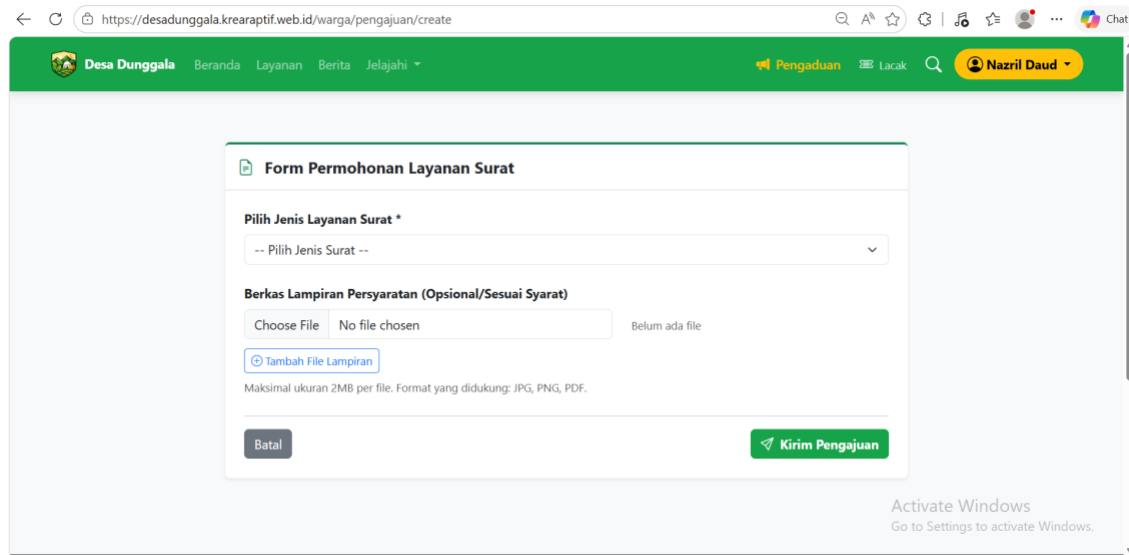 https://desadunggala.krearaptif.web.id/warga/pengajuan/create
Chat
Desa Dunggala Beranda Layanan Berita Jelajahi Pengaduan Lacak Nazril Daud
Form Permohonan Layanan Surat
Pilih Jenis Layanan Surat *
-- Pilih Jenis Surat --
Berkas Lampiran Persyaratan (Opsional/Sesuai Syarat)
Choose File No file chosen Belum ada file
Tambah File Lampiran
Maksimal ukuran 2MB per file. Format yang didukung: JPG, PNG, PDF.
Batal Kirim Pengajuan
Activate Windows
Go to Settings to activate Windows.